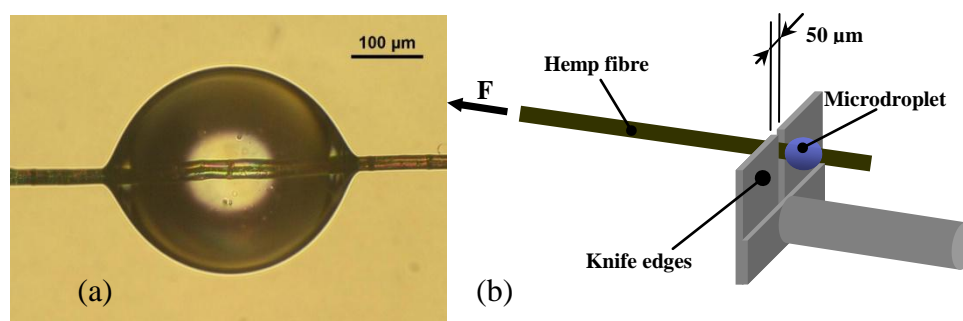 100 µm
(a)
50 µm
Hemp fibre
F
Microdroplet
Knife edges
(b)